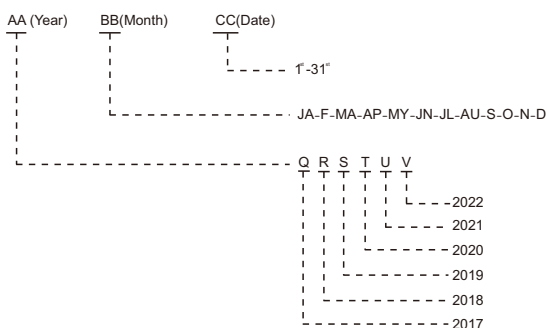 AA (Year) BB(Month) CC(Date)
1st-31st
JA-F-MA-AP-MY-JN-JL-AU-S-O-N-D
Q R S T U V
2022
2021
2020
2019
2018
2017